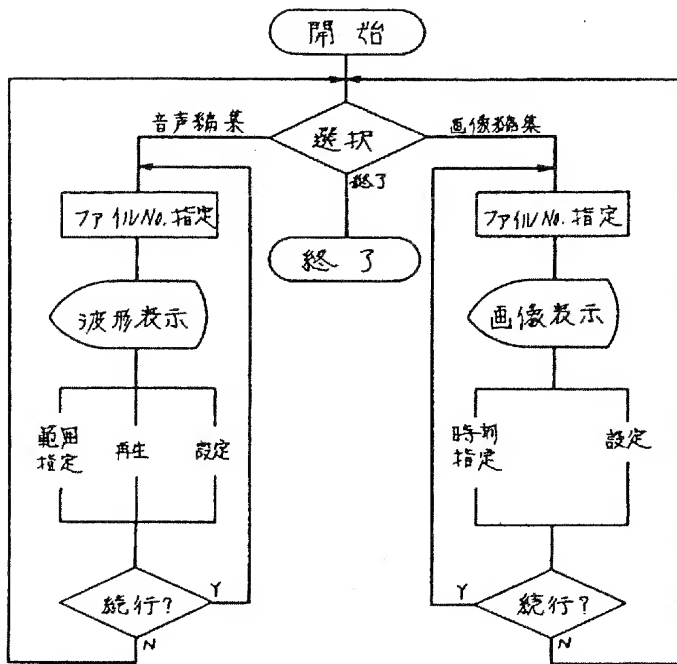 開始
選択
音声編集
画像編集
終了
終了
ファイルNo.指定
波形表示
範囲
指定
再生
設定
続行?
Y
N
ファイルNo.指定
画像表示
時刻
指定
設定
続行?
Y
N